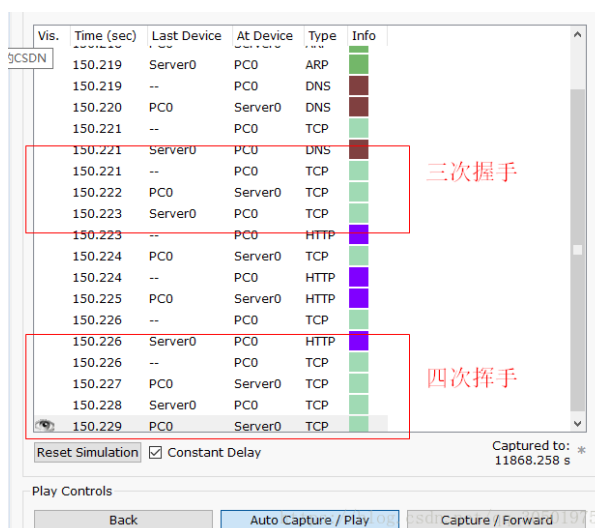 Vis. Time (sec) Last Device At Device Type Info
CSDN
150.219 Server0 PC0 ARP
150.219 -- PC0 DNS
150.220 PC0 Server0 DNS
150.221 -- PC0 TCP
150.221 Server0 PC0 DNS
150.221 -- PC0 TCP
三次握手
150.222 PC0 Server0 TCP
150.223 Server0 PC0 TCP
150.223 -- PC0 HTTP
150.224 PC0 Server0 TCP
150.224 -- PC0 HTTP
150.225 PC0 Server0 HTTP
150.226 -- PC0 TCP
150.226 Server0 PC0 HTTP
150.226 -- PC0 TCP
四次挥手
150.227 PC0 Server0 TCP
150.228 Server0 PC0 TCP
150.229 PC0 Server0 TCP
Reset Simulation Constant Delay
Captured to: *
11868.258 s
Play Controls
Back Auto Capture / Play Capture / Forward